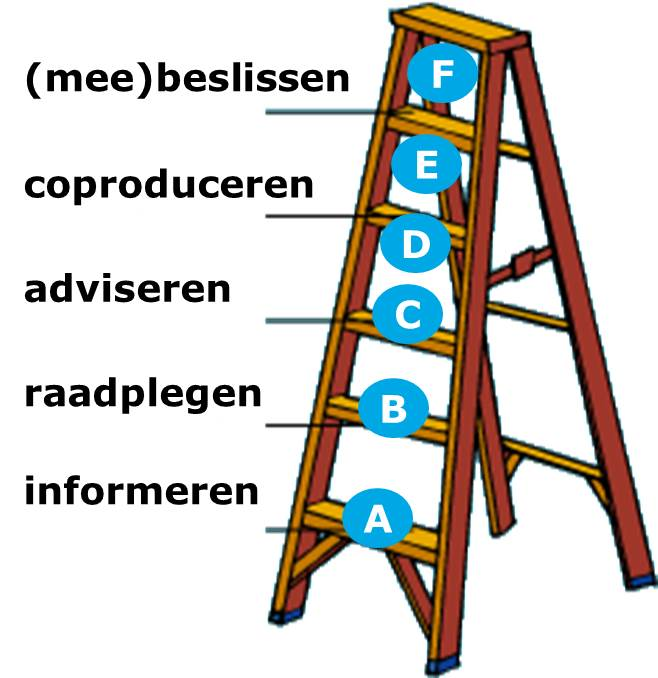 (mee)beslissen
F
E
coproduceren
D
adviseren
C
raadplegen
B
informeren
A